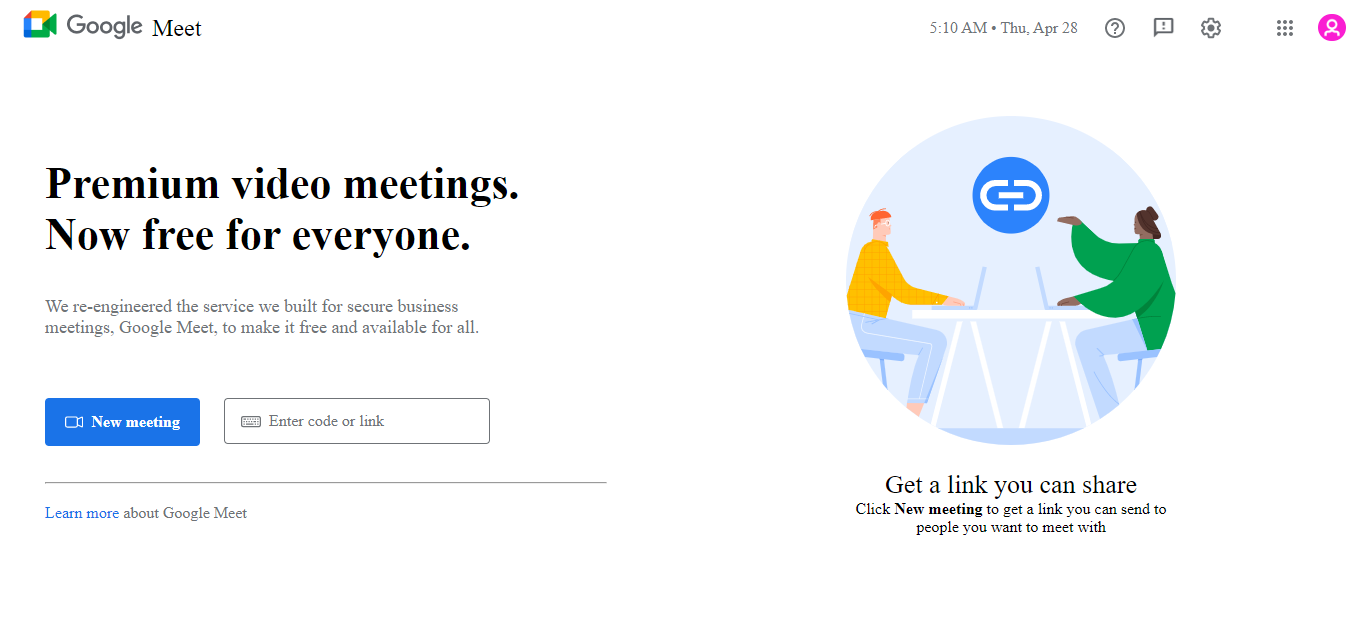 Google Meet
5:10 AM • Thu, Apr 28
Premium video meetings.
Now free for everyone.
We re-engineered the service we built for secure business
meetings, Google Meet, to make it free and available for all.
New meeting
Enter code or link
Learn more about Google Meet
Get a link you can share
Click New meeting to get a link you can send to
people you want to meet with